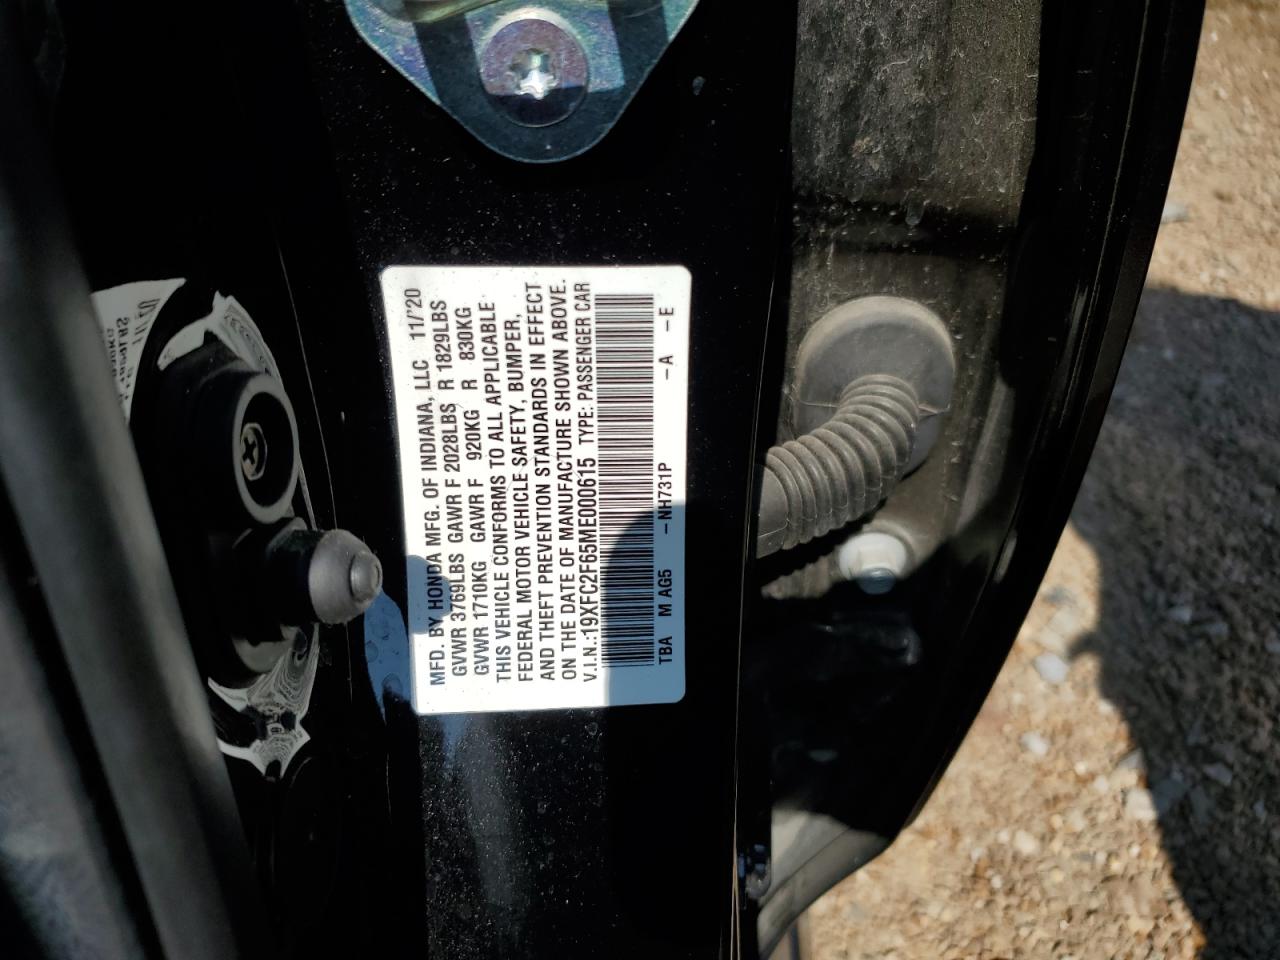 MFD. BY HONDA MFG. OF INDIANA, LLC 11/'20
GVWR 3769LBS GAWR F 2028LBS R 1829LBS
GVWR 1710KG GAWR F 920KG R 830KG
THIS VEHICLE CONFORMS TO ALL APPLICABLE
FEDERAL MOTOR VEHICLE SAFETY, BUMPER,
AND THEFT PREVENTION STANDARDS IN EFFECT
ON THE DATE OF MANUFACTURE SHOWN ABOVE.
V.I.N.:19XFC2F65ME000615 TYPE: PASSENGER CAR
TBA M AG5 –NH731P –A –E